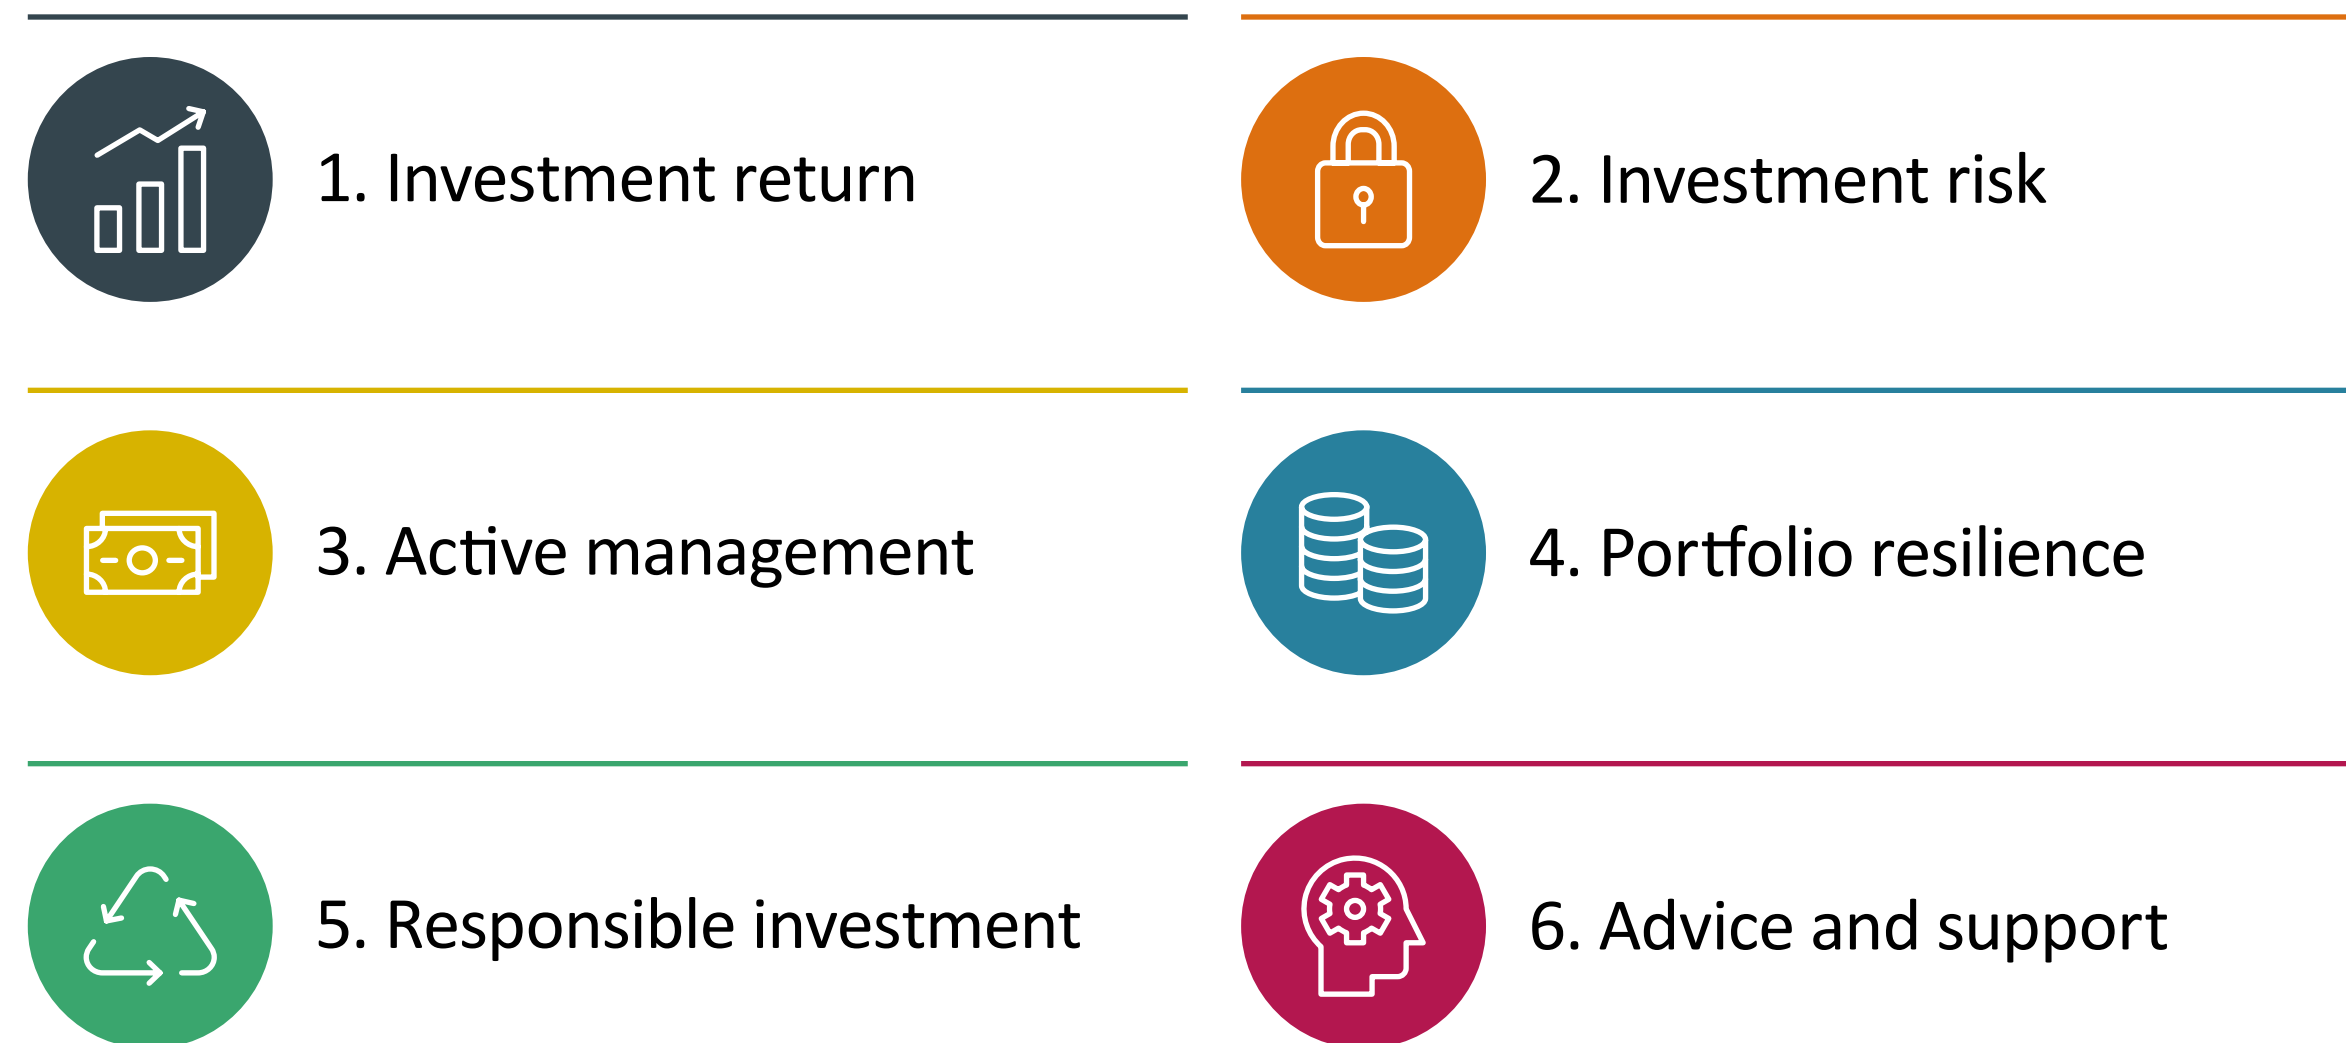 1. Investment return
2. Investment risk
3. Active management
4. Portfolio resilience
5. Responsible investment
6. Advice and support